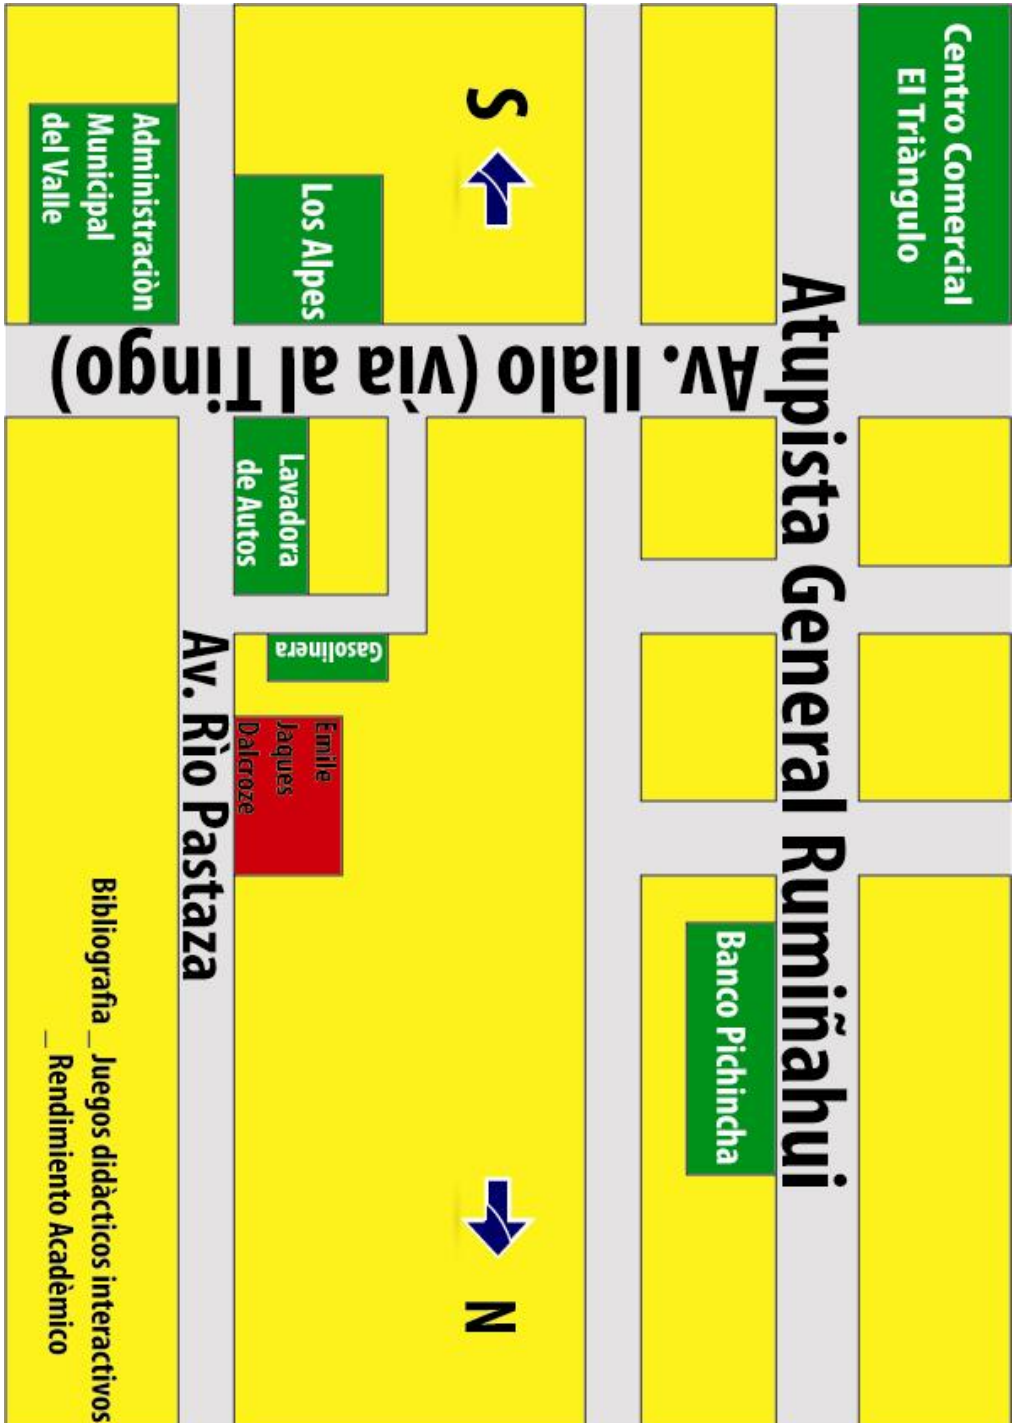 Centro Comercial
El Triàngulo
S
Administraciòn
Municipal
del Valle
Los Alpes
Av. Ilalo (vía al Tingo)
Atupista General Rumiñahui
Lavadora
de Autos
Gasolinera
Emile
Jaques
Dalcroze
Av. Rìo Pastaza
Banco Pichincha
N
Bibliografia _ Juegos didàcticos interactivos
_ Rendimiento Acadèmico